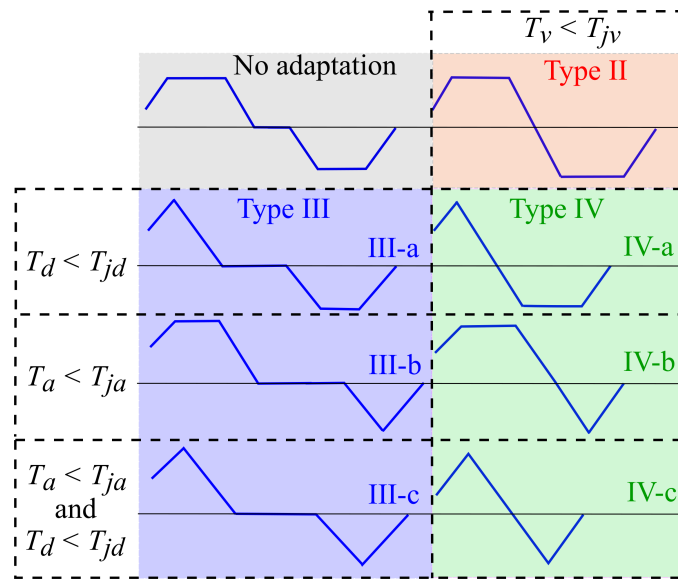 T_v < T_jv
No adaptation
Type II
Type III
Type IV
T_d < T_jd
III-a
IV-a
T_a < T_ja
III-b
IV-b
T_a < T_ja
and
T_d < T_jd
III-c
IV-c